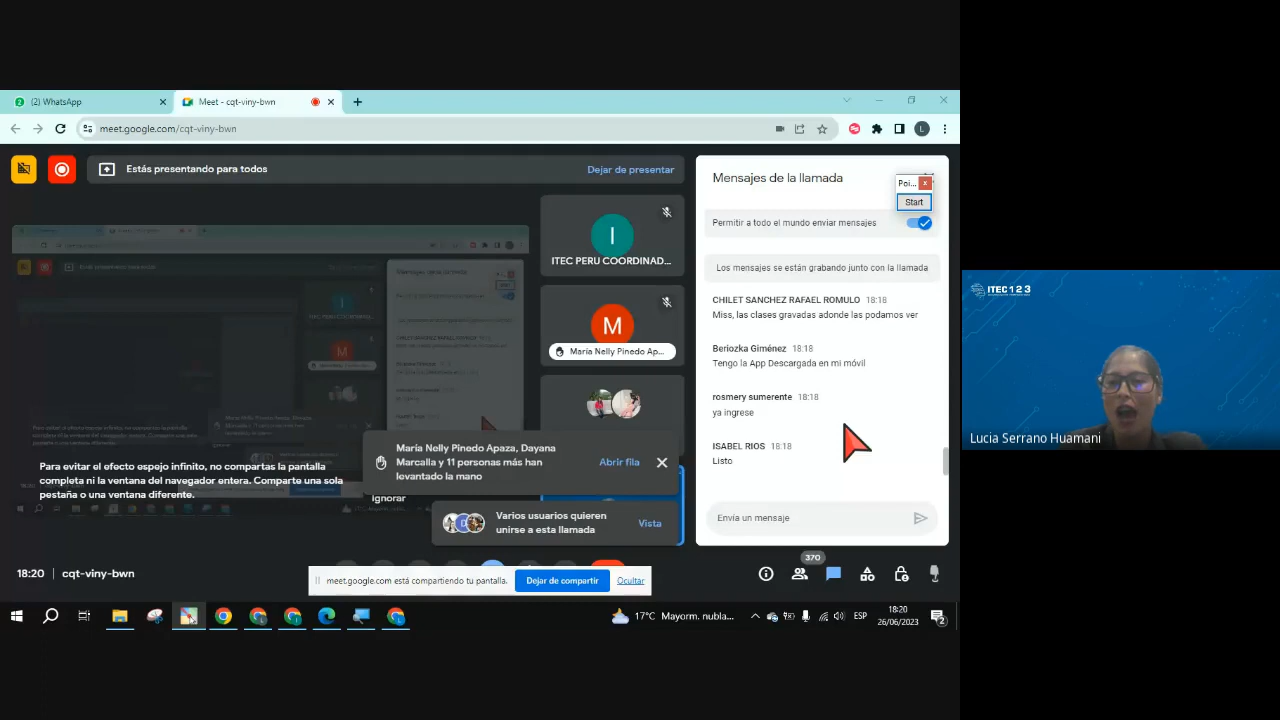 (2) WhatsApp
Meet - cqt-viny-bwn
meet.google.com/cqt-viny-bwn
L
Estás presentando para todos
Dejar de presentar
I
ITEC PERU COORDINAD...
M
María Nelly Pinedo Ap...
Para evitar el efecto espejo infinito, no compartas la pantalla
completa ni la ventana del navegador entera. Comparte una sola
pestaña o una ventana diferente.
Ignorar
María Nelly Pinedo Apaza, Dayana
Marcalla y 11 personas más han
levantado la mano
Abrir fila
Varios usuarios quieren
unirse a esta llamada
Vista
Mensajes de la llamada
Poi...
Start
Permitir a todo el mundo enviar mensajes
Los mensajes se están grabando junto con la llamada
CHILET SANCHEZ RAFAEL ROMULO 18:18
Miss, las clases gravadas adonde las podamos ver
Beriozka Giménez 18:18
Tengo la App Descargada en mi móvil
rosmery sumerente 18:18
ya ingrese
ISABEL RIOS 18:18
Listo
Envía un mensaje
18:20 | cqt-viny-bwn
370
meet.google.com está compartiendo tu pantalla.
Dejar de compartir
Ocultar
17°C Mayorm. nubla...
ESP
18:20
26/06/2023
2
ITEC 1 2 3
Lucia Serrano Huamani